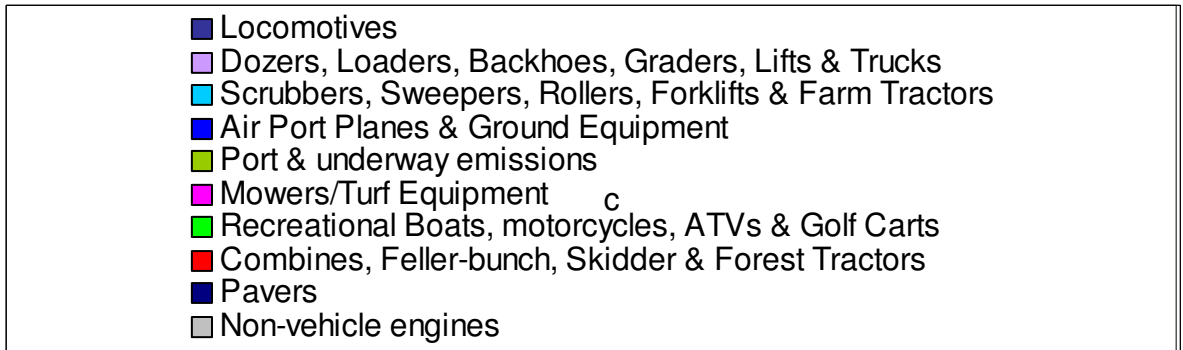 Locomotives
Dozers, Loaders, Backhoes, Graders, Lifts & Trucks
Scrubbers, Sweepers, Rollers, Forklifts & Farm Tractors
Air Port Planes & Ground Equipment
Port & underway emissions
Mowers/Turf Equipment c
Recreational Boats, motorcycles, ATVs & Golf Carts
Combines, Feller-bunch, Skidder & Forest Tractors
Pavers
Non-vehicle engines